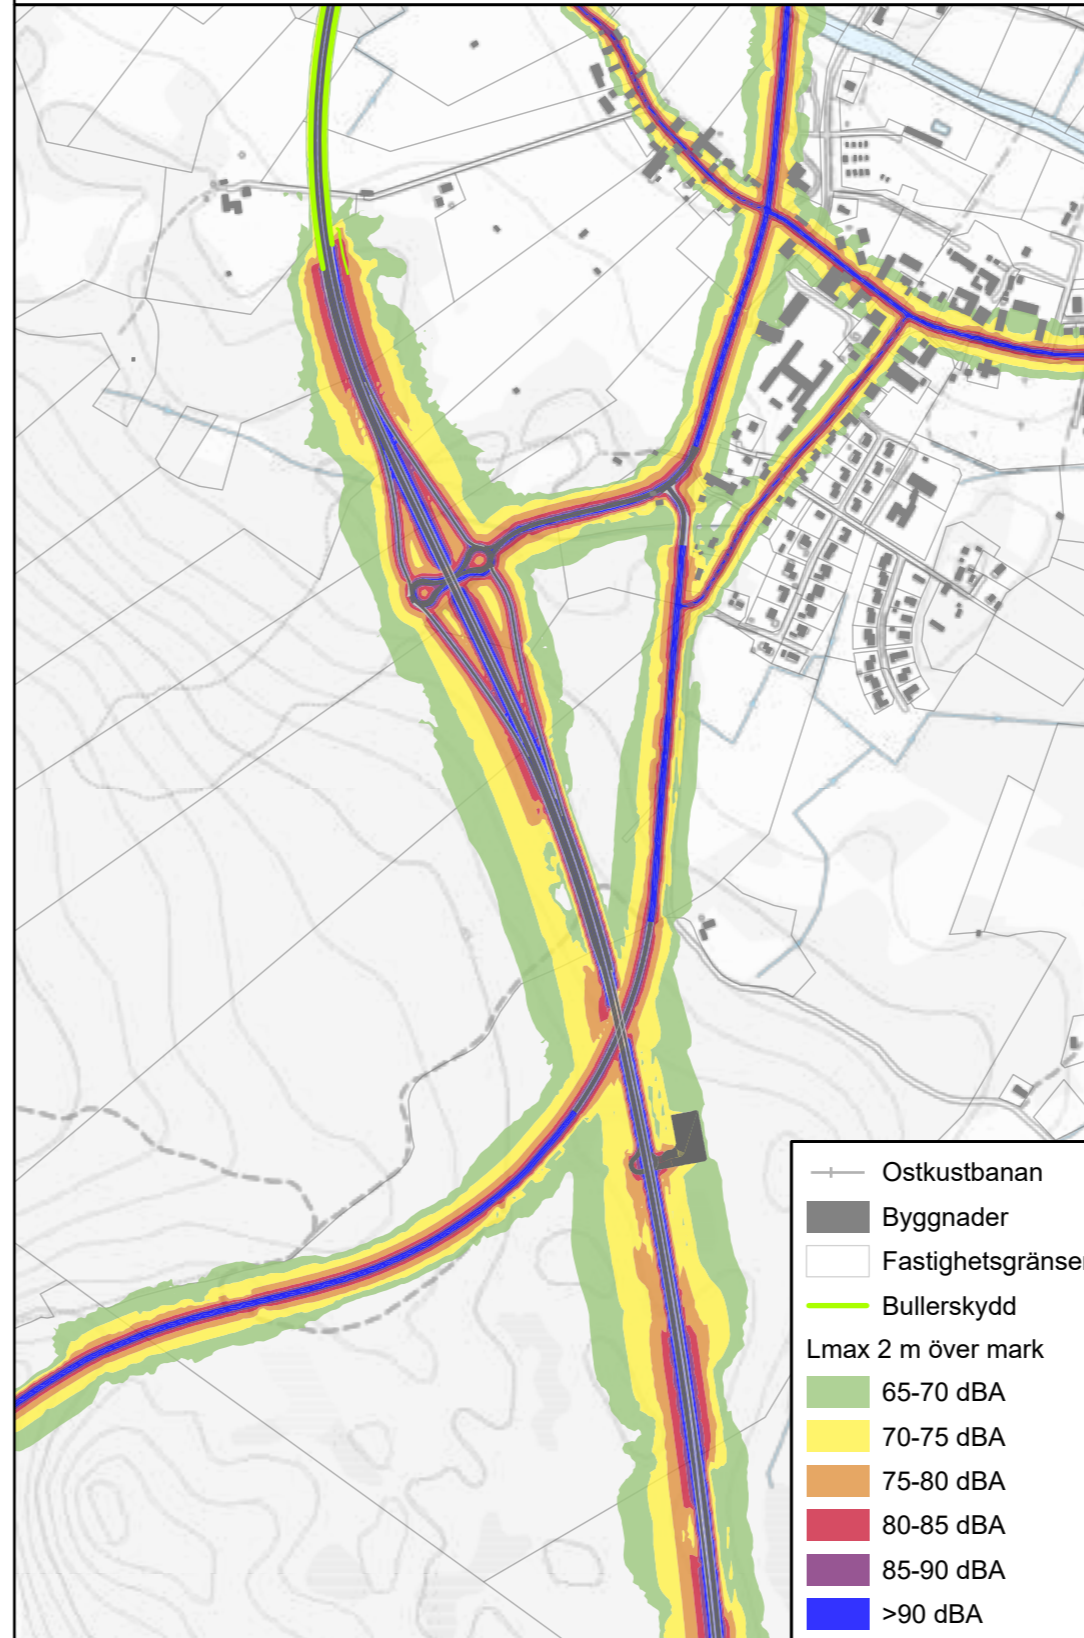 Ostkustbanan
Byggnader
Fastighetsgränser
Bullerskydd
Lmax 2 m över mark
65-70 dBA
70-75 dBA
75-80 dBA
80-85 dBA
85-90 dBA
>90 dBA